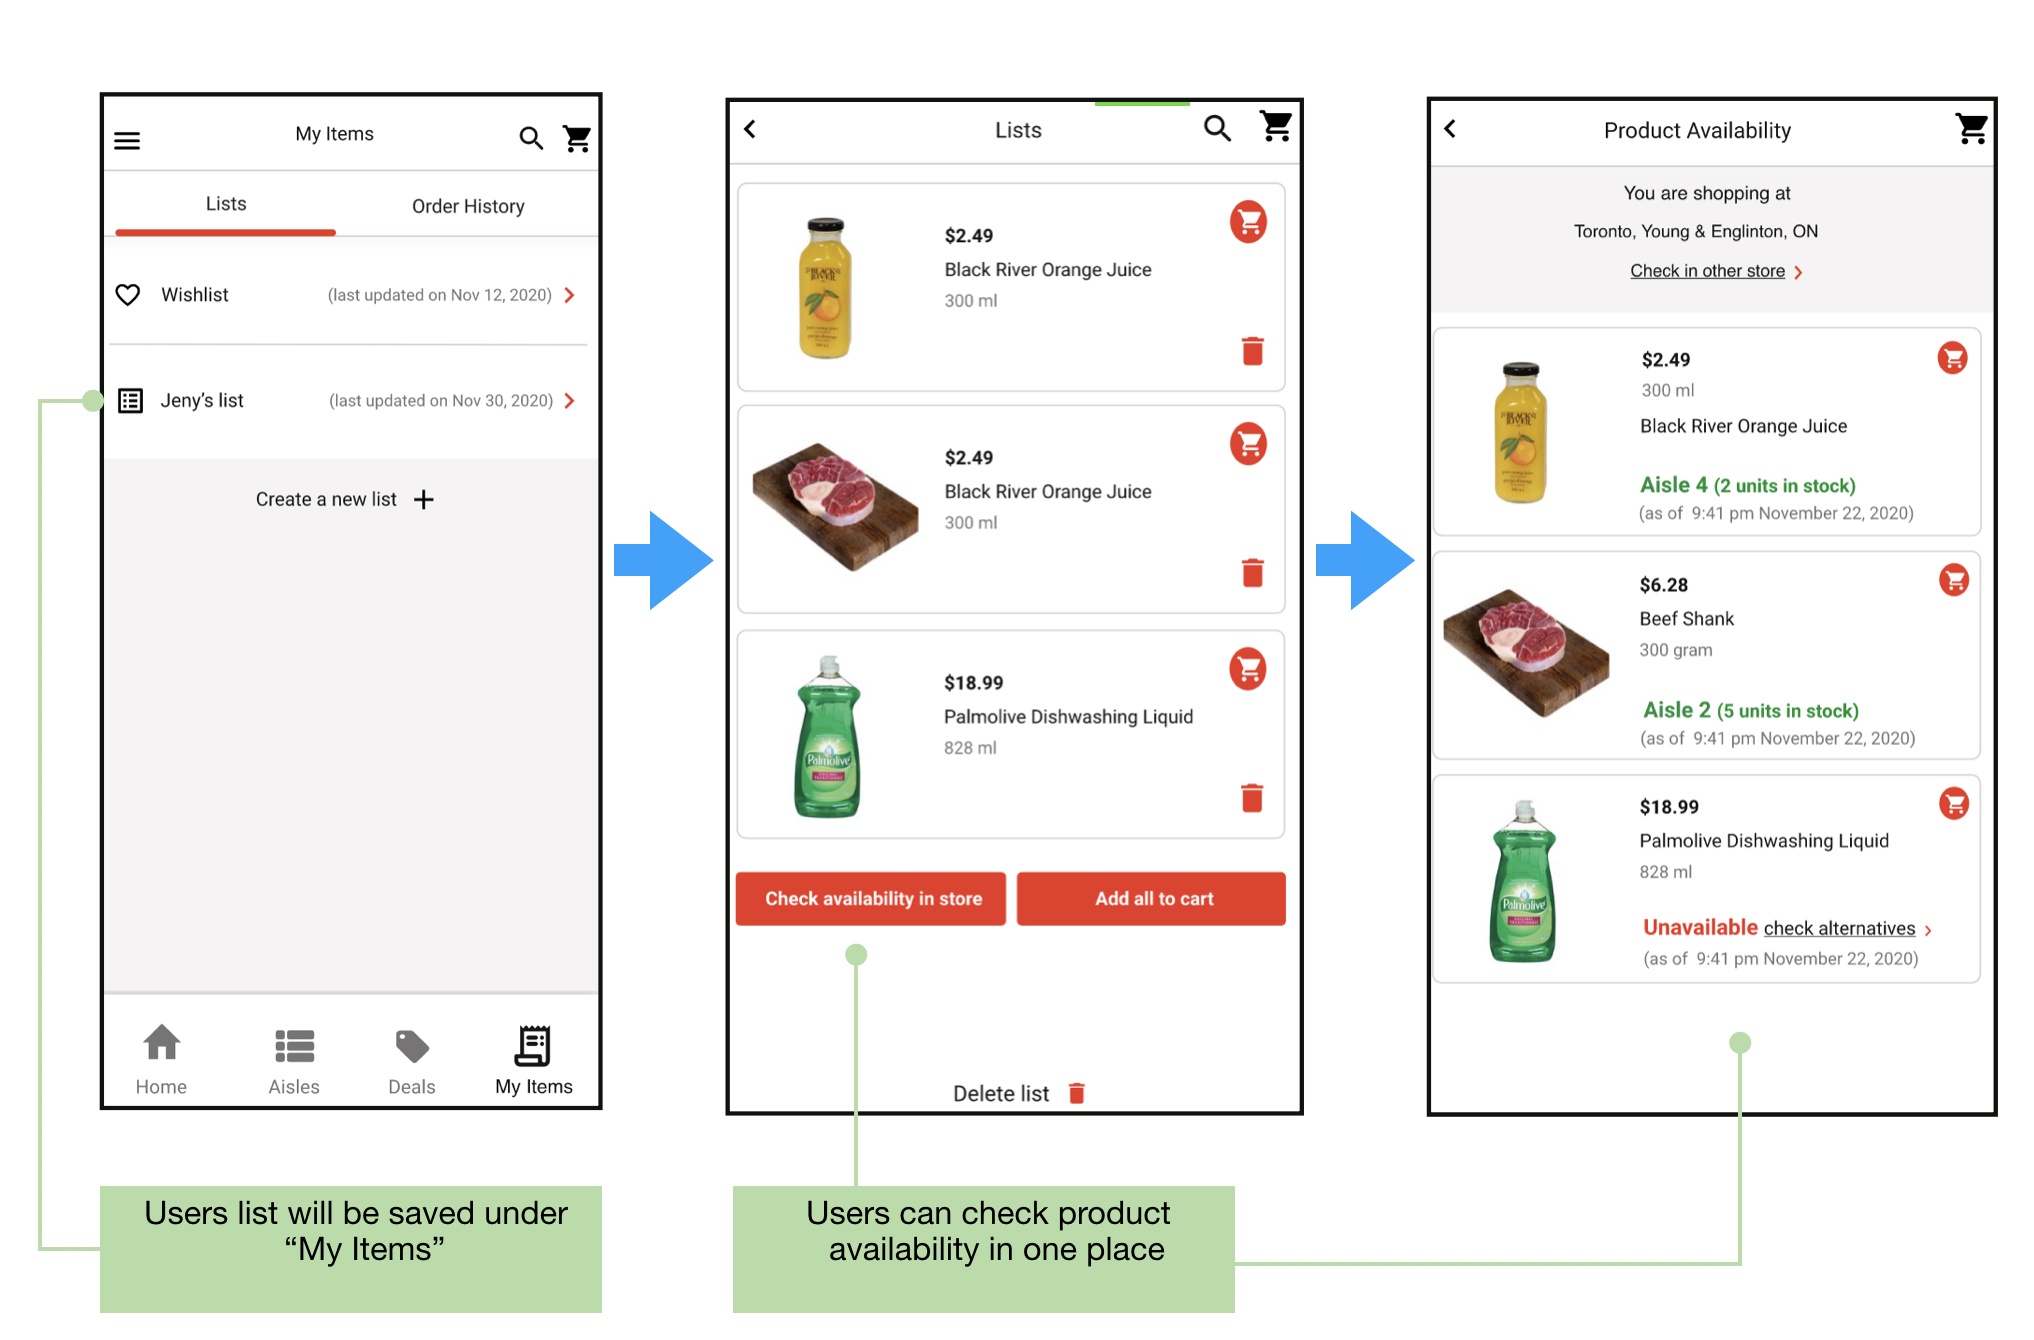 My Items
Lists
Order History
Wishlist
(last updated on Nov 12, 2020)
Jeny’s list
(last updated on Nov 30, 2020)
Create a new list
Home
Aisles
Deals
My Items
Users list will be saved under
“My Items”
Lists
BLACK
RIVER
$2.49
Black River Orange Juice
300 ml
$2.49
Black River Orange Juice
300 ml
Palmolive
$18.99
Palmolive Dishwashing Liquid
828 ml
Check availability in store
Add all to cart
Delete list
Users can check product
availability in one place
Product Availability
You are shopping at
Toronto, Young & Englinton, ON
Check in other store
BLACK
RIVER
$2.49
300 ml
Black River Orange Juice
Aisle 4 (2 units in stock)
(as of 9:41 pm November 22, 2020)
$6.28
Beef Shank
300 gram
Aisle 2 (5 units in stock)
(as of 9:41 pm November 22, 2020)
Palmolive
$18.99
Palmolive Dishwashing Liquid
828 ml
Unavailable check alternatives
(as of 9:41 pm November 22, 2020)